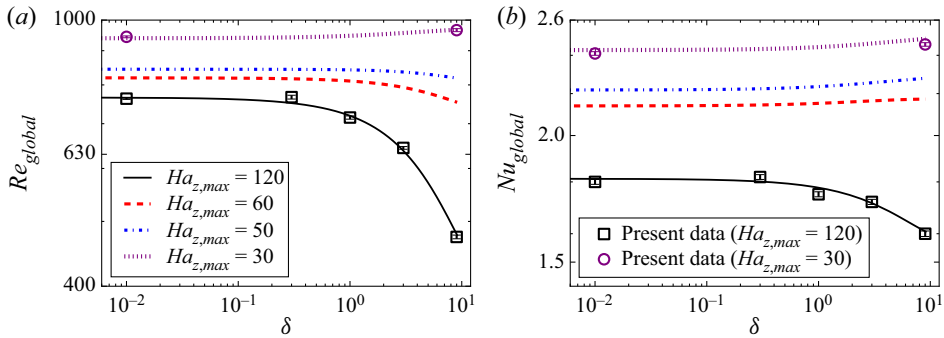 (a)
1000
630
400
Re_global
Ha_z,max = 120
Ha_z,max = 60
Ha_z,max = 50
Ha_z,max = 30
10^−2
10^−1
10^0
10^1
δ
(b)
2.6
2.0
1.5
Nu_global
Present data (Ha_z,max = 120)
Present data (Ha_z,max = 30)
10^−2
10^−1
10^0
10^1
δ